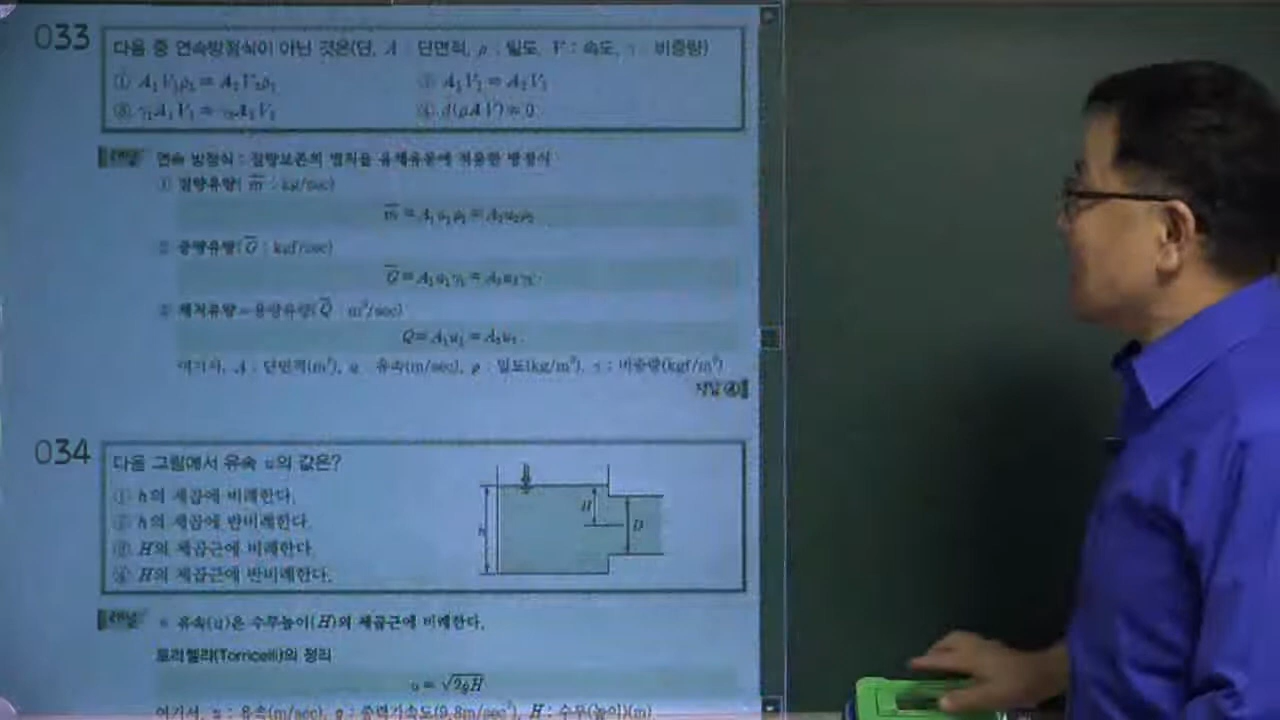 033
다음 중 연속방정식이 아닌 것은(단, A : 단면적, ρ : 밀도, V : 속도, γ : 비중량)
① A₁V₁ρ₁ = A₂V₂ρ₂ ② A₁V₁ = A₂V₂
③ γ₁A₁V₁ = γ₂A₂V₂ ④ d(ρAV) = 0
해설 연속 방정식 : 질량보존의 법칙을 유체유동에 적용한 방정식
① 질량유량( m̅ : kg/sec)
m̅ = A₁u₁ρ₁ = A₂u₂ρ₂
② 중량유량( G̅ : kgf/sec)
G̅ = A₁u₁γ₁ = A₂u₂γ₂
③ 체적유량=용량유량( Q̅ : m³/sec)
Q = A₁u₁ = A₂u₂
여기서, A : 단면적(m²), u : 유속(m/sec), ρ : 밀도(kg/m³), γ : 비중량(kgf/m³)
정답 ④
034
다음 그림에서 유속 u의 값은?
① h의 제곱에 비례한다.
② h의 제곱에 반비례한다.
③ H의 제곱근에 비례한다.
④ H의 제곱근에 반비례한다.
h
H
D
해설 * 유속(u)은 수두높이(H)의 제곱근에 비례한다.
토리첼리(Torricelli)의 정리
u = √2gH
여기서, u : 유속(m/sec), g : 중력가속도(9.8m/sec²), H : 수두(높이)(m)